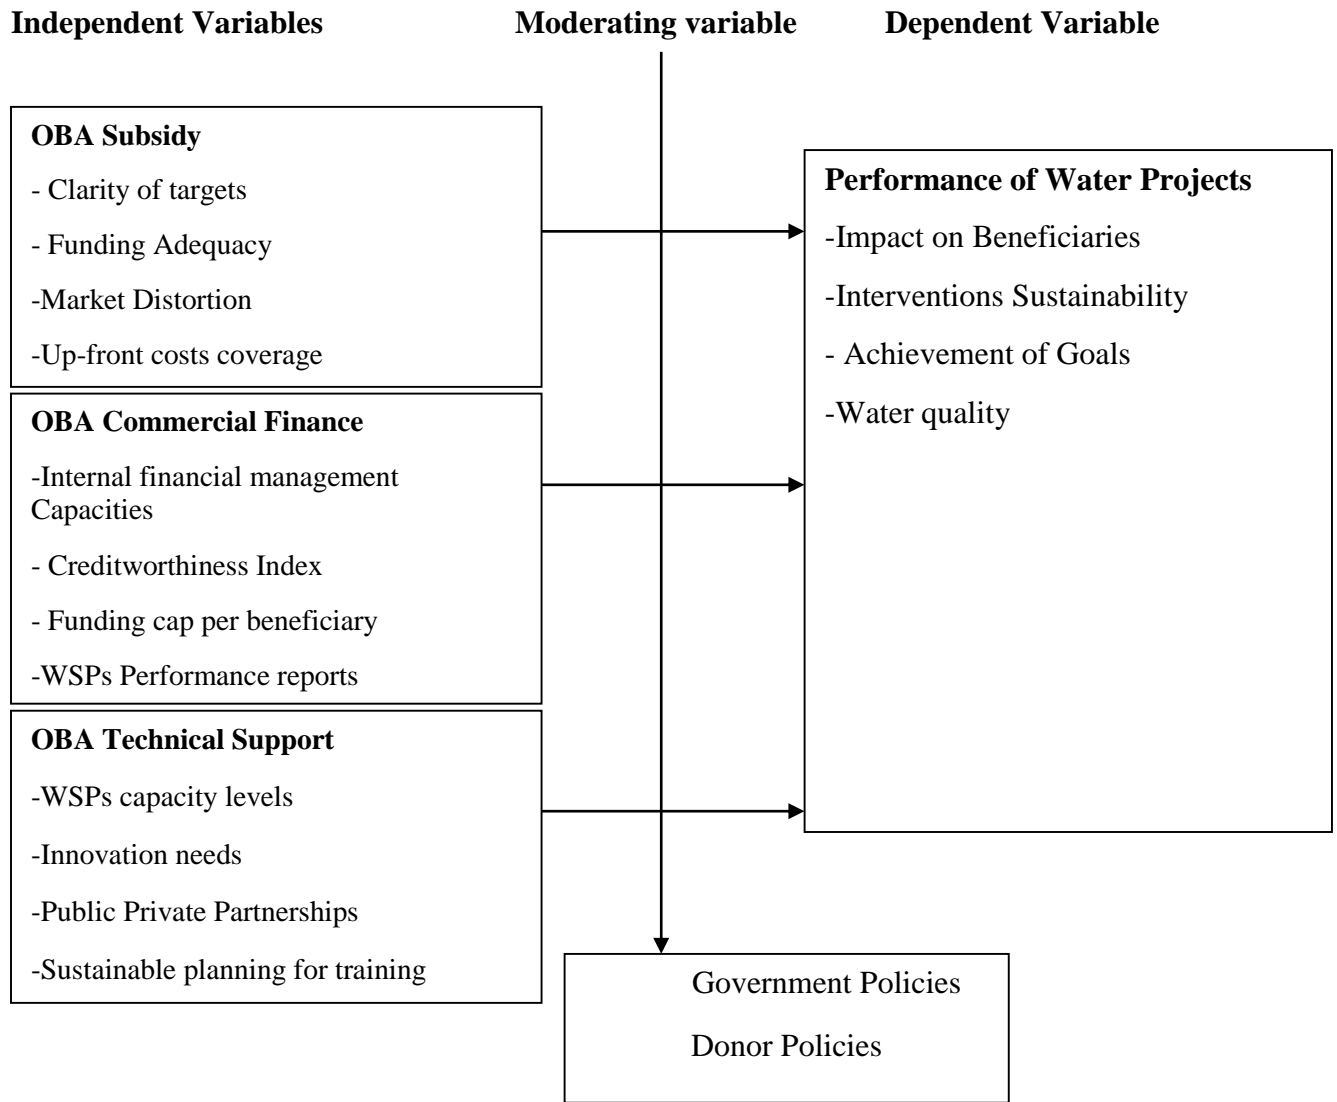 Independent Variables
Moderating variable
Dependent Variable
OBA Subsidy
- Clarity of targets
- Funding Adequacy
-Market Distortion
-Up-front costs coverage
OBA Commercial Finance
-Internal financial management
Capacities
- Creditworthiness Index
- Funding cap per beneficiary
-WSPs Performance reports
OBA Technical Support
-WSPs capacity levels
-Innovation needs
-Public Private Partnerships
-Sustainable planning for training
Performance of Water Projects
-Impact on Beneficiaries
-Interventions Sustainability
- Achievement of Goals
-Water quality
Government Policies
Donor Policies